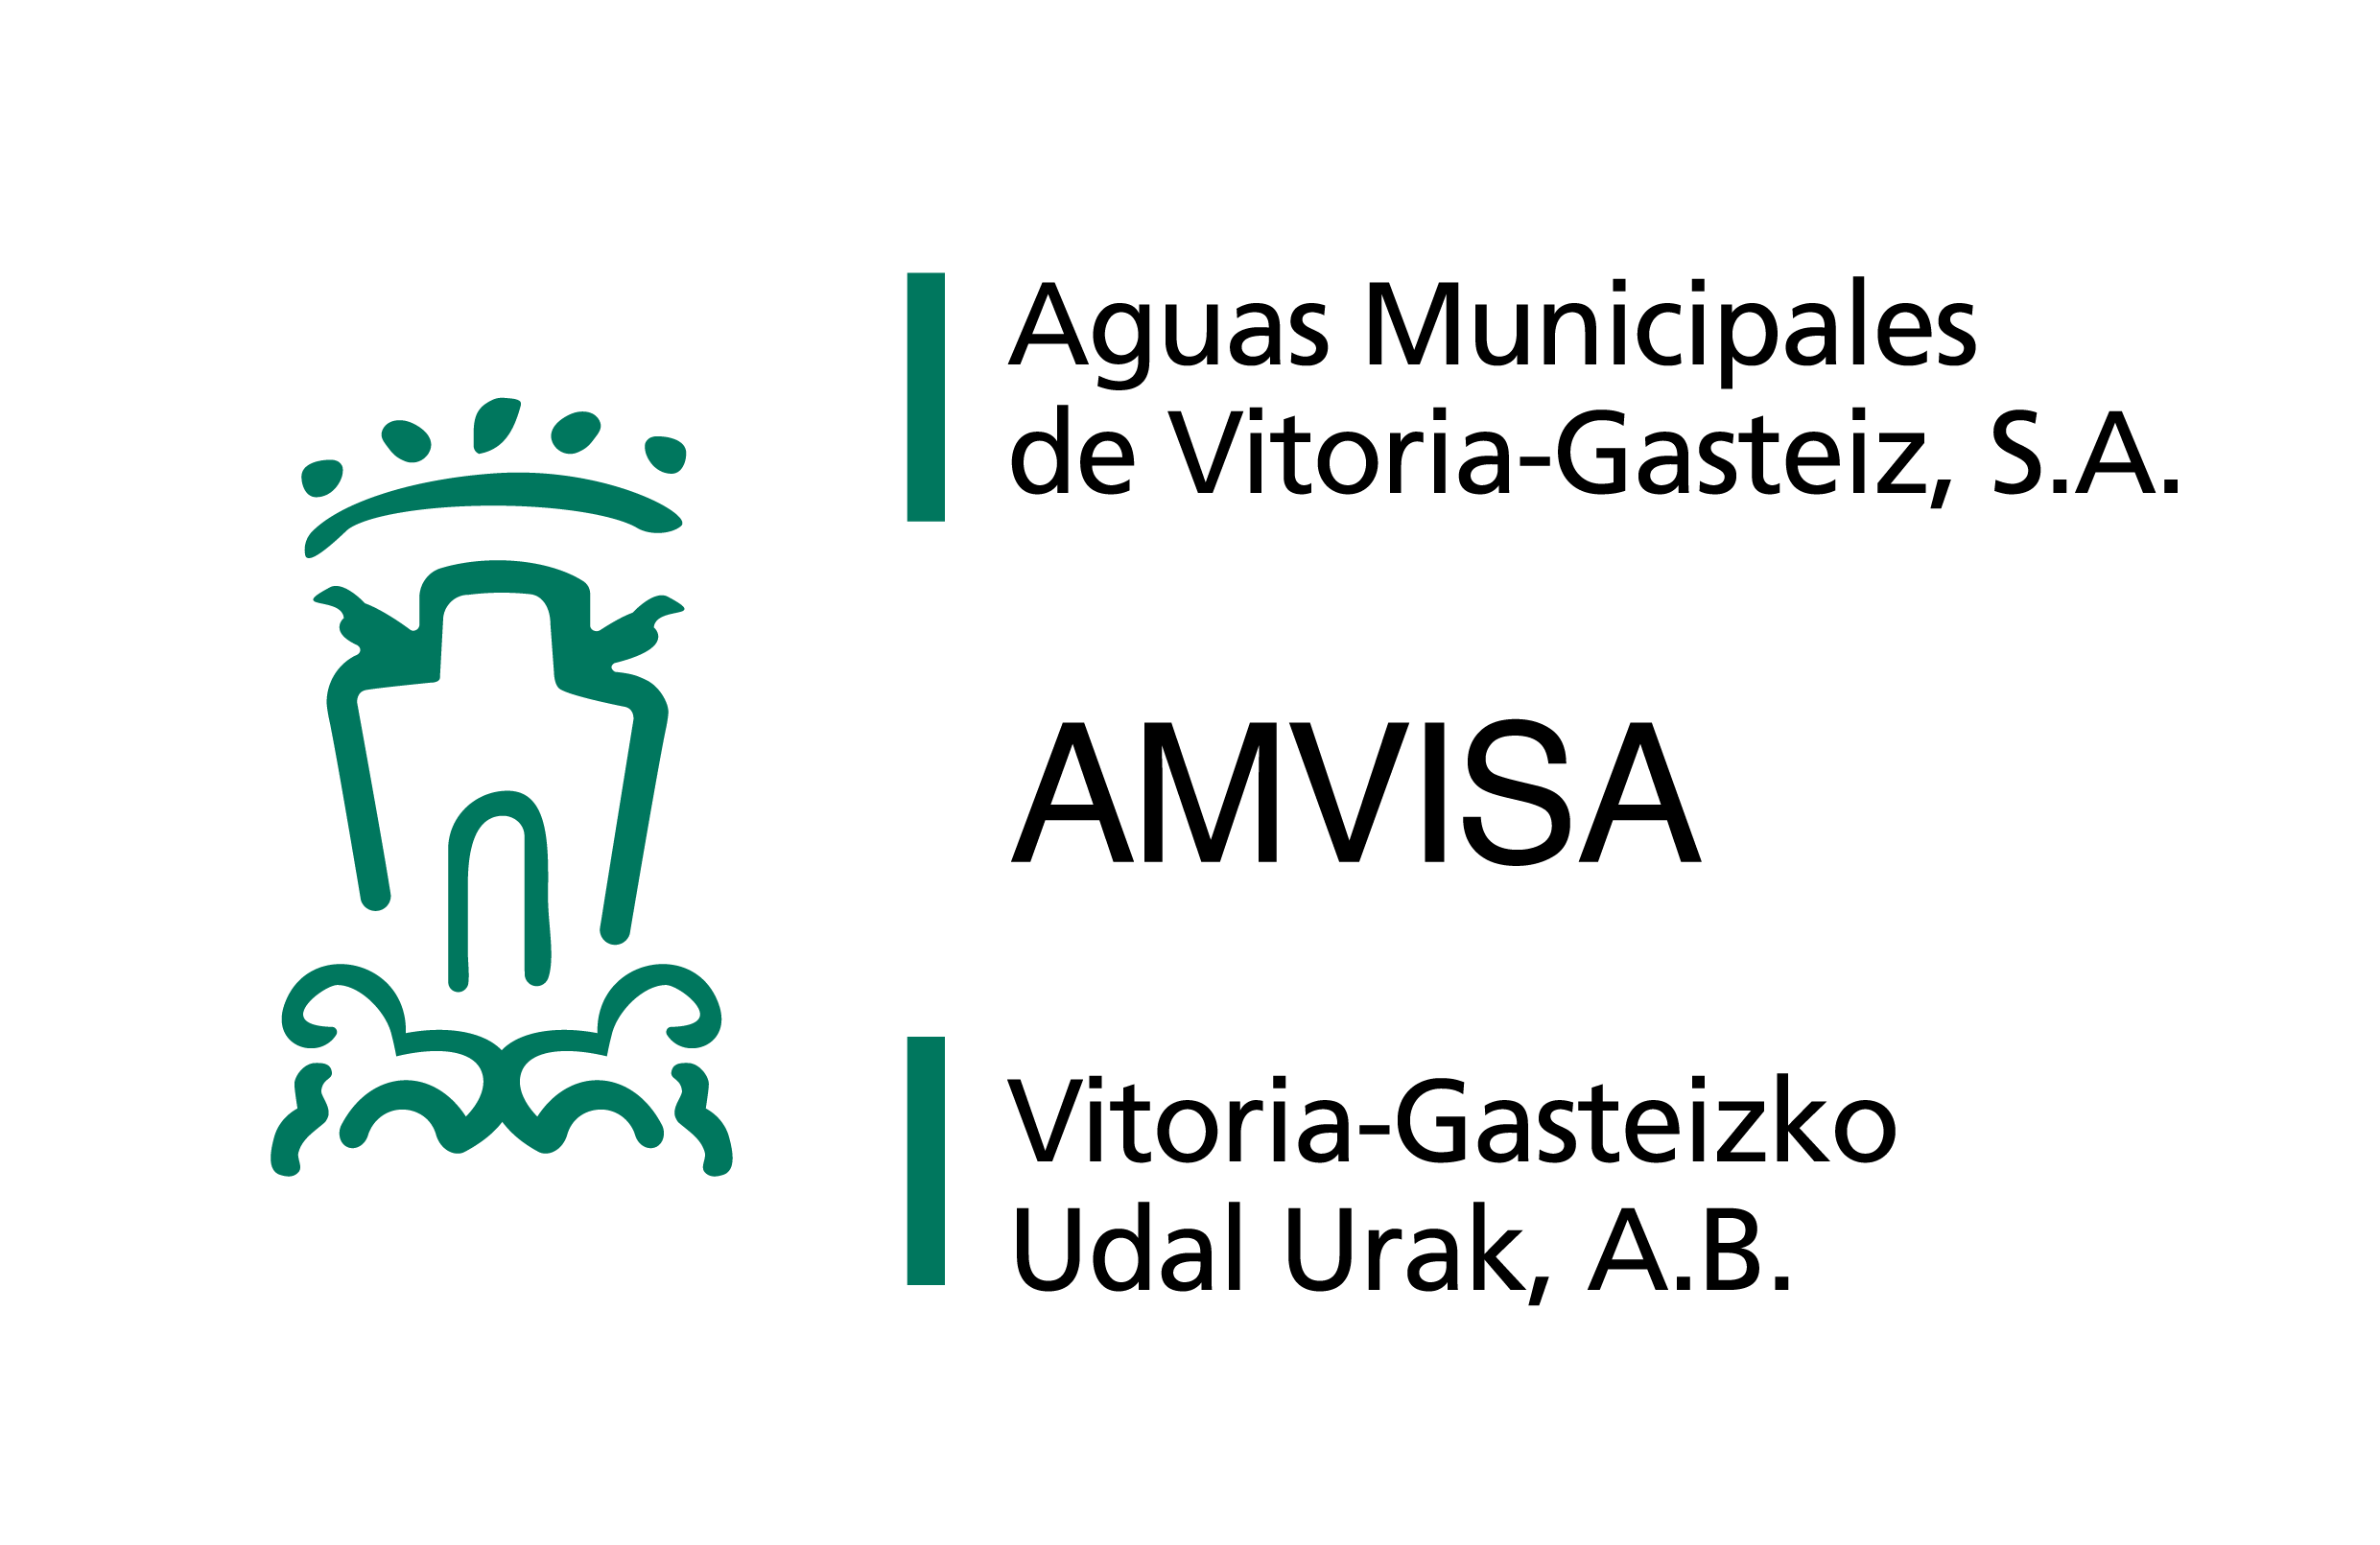 Aguas Municipales
de Vitoria-Gasteiz, S.A.
AMVISA
Vitoria-Gasteizko
Udal Urak, A.B.